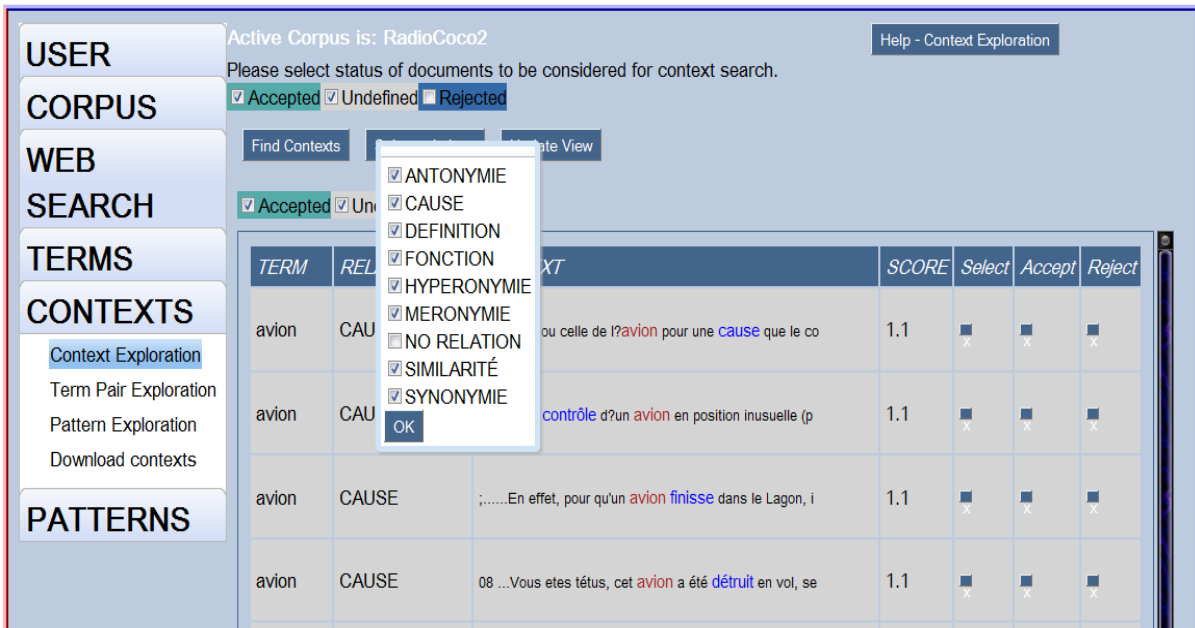 USER
CORPUS
WEB
SEARCH
TERMS
CONTEXTS
Context Exploration
Term Pair Exploration
Pattern Exploration
Download contexts
PATTERNS
Active Corpus is: RadioCoco2
Help - Context Exploration
Please select status of documents to be considered for context search.
Accepted Undefined Rejected
Find Contexts View
Accepted
ANTONYMIE
CAUSE
DEFINITION
FONCTION
HYPERONYMIE
MERONYMIE
NO RELATION
SIMILARITÉ
SYNONYMIE
OK
TERM SCORE Select Accept Reject
avion ou celle de l?avion pour une cause que le co 1.1 x x x
avion contrôle d?un avion en position inusuelle (p 1.1 x x x
avion CAUSE ;......En effet, pour qu'un avion finisse dans le Lagon, i 1.1 x x x
avion CAUSE 08 ...Vous etes tétus, cet avion a été détruit en vol, se 1.1 x x x